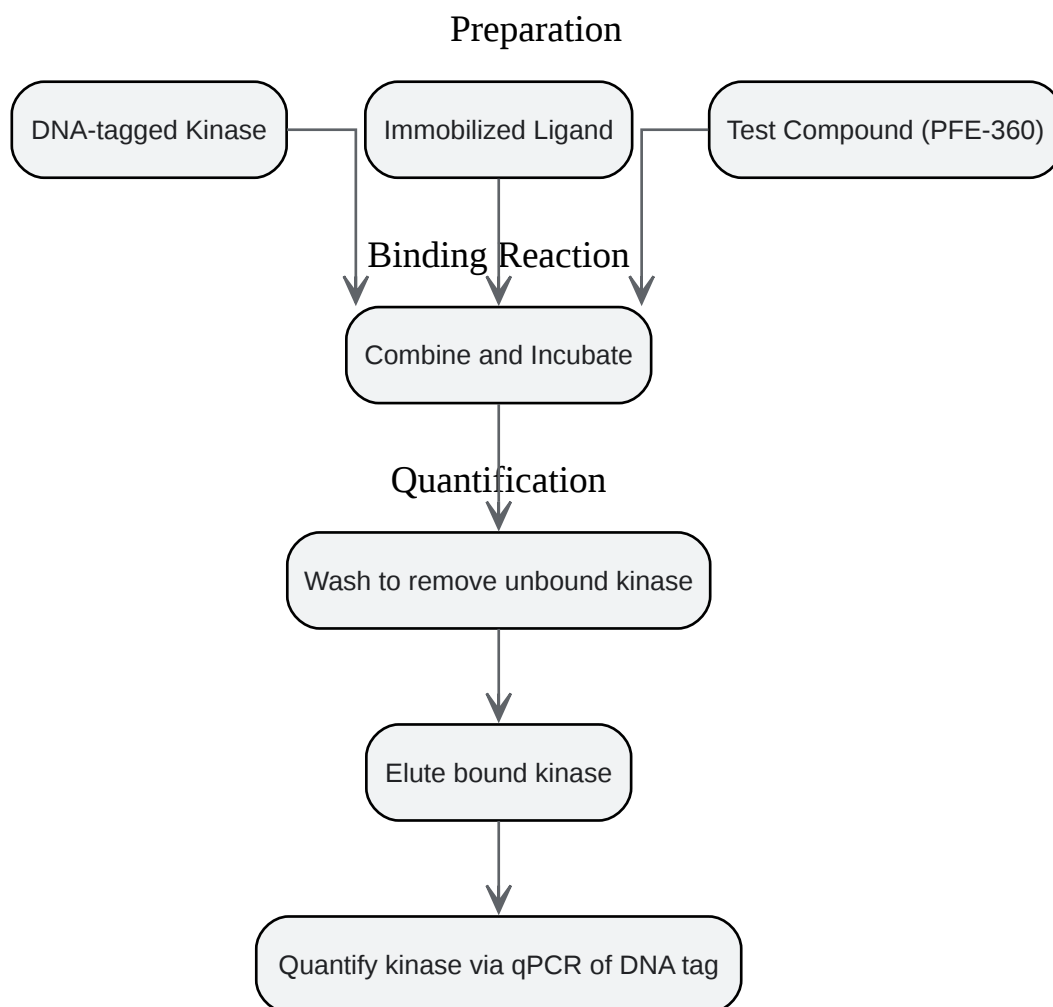 Preparation
DNA-tagged Kinase
Immobilized Ligand
Test Compound (PFE-360)
Binding Reaction
Combine and Incubate
Quantification
Wash to remove unbound kinase
Elute bound kinase
Quantify kinase via qPCR of DNA tag